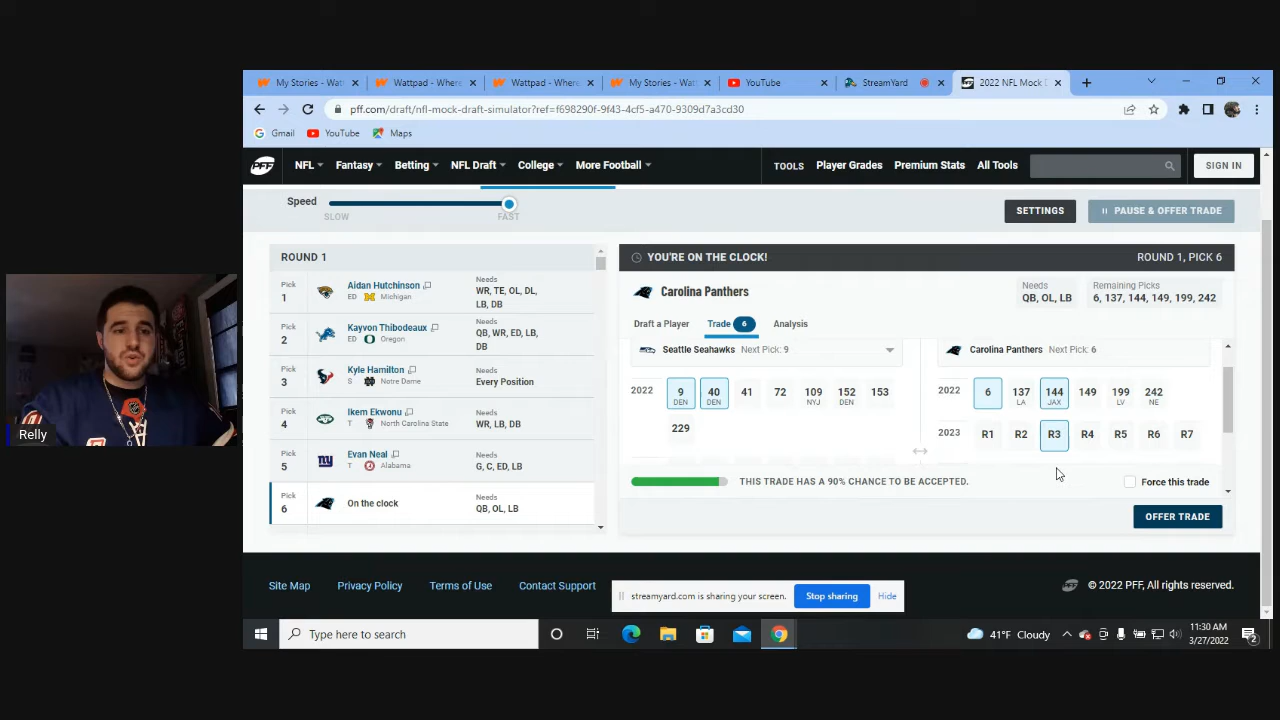 My Stories - Wat
Wattpad - Where
Wattpad - Where
My Stories - Wat
YouTube
StreamYard
2022 NFL Mock D
pff.com/draft/nfl-mock-draft-simulator?ref=f698290f-9f43-4cf5-a470-9309d7a3cd30
Gmail
YouTube
Maps
PFF
NFL
Fantasy
Betting
NFL Draft
College
More Football
TOOLS
Player Grades
Premium Stats
All Tools
SIGN IN
Speed
SLOW
FAST
SETTINGS
PAUSE & OFFER TRADE
ROUND 1
Pick 1
Aidan Hutchinson
ED Michigan
Needs
WR, TE, OL, DL,
LB, DB
Pick 2
Kayvon Thibodeaux
ED Oregon
Needs
QB, WR, ED, LB,
DB
Pick 3
Kyle Hamilton
S Notre Dame
Needs
Every Position
Pick 4
Ikem Ekwonu
T North Carolina State
Needs
WR, LB, DB
Pick 5
Evan Neal
T Alabama
Needs
G, C, ED, LB
Pick 6
On the clock
Needs
QB, OL, LB
YOU'RE ON THE CLOCK!
ROUND 1, PICK 6
Carolina Panthers
Needs
QB, OL, LB
Remaining Picks
6, 137, 144, 149, 199, 242
Draft a Player
Trade 6
Analysis
Seattle Seahawks Next Pick: 9
2022
9 DEN
40 DEN
41
72
109 NYJ
152 DEN
153
229
Carolina Panthers Next Pick: 6
2022
6
137 LA
144 JAX
149
199 LV
242 NE
2023
R1
R2
R3
R4
R5
R6
R7
THIS TRADE HAS A 90% CHANCE TO BE ACCEPTED.
Force this trade
OFFER TRADE
Relly
Site Map
Privacy Policy
Terms of Use
Contact Support
© 2022 PFF, All rights reserved.
streamyard.com is sharing your screen.
Stop sharing
Hide
Type here to search
41°F Cloudy
11:30 AM
3/27/2022
2